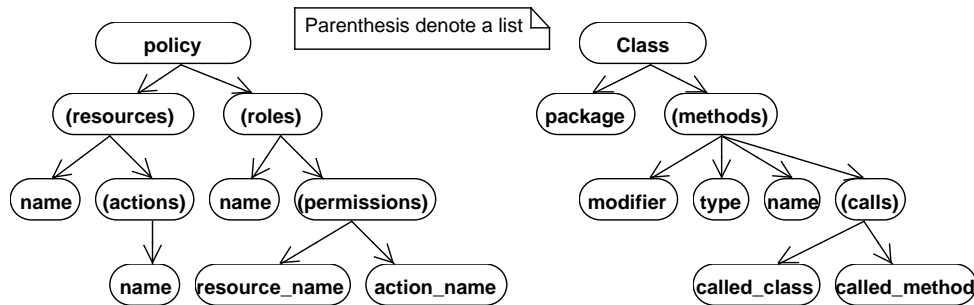 Parenthesis denote a list
policy
Class
(resources)
(roles)
package
(methods)
name
(actions)
name
(permissions)
modifier
type
name
(calls)
name
resource_name
action_name
called_class
called_method